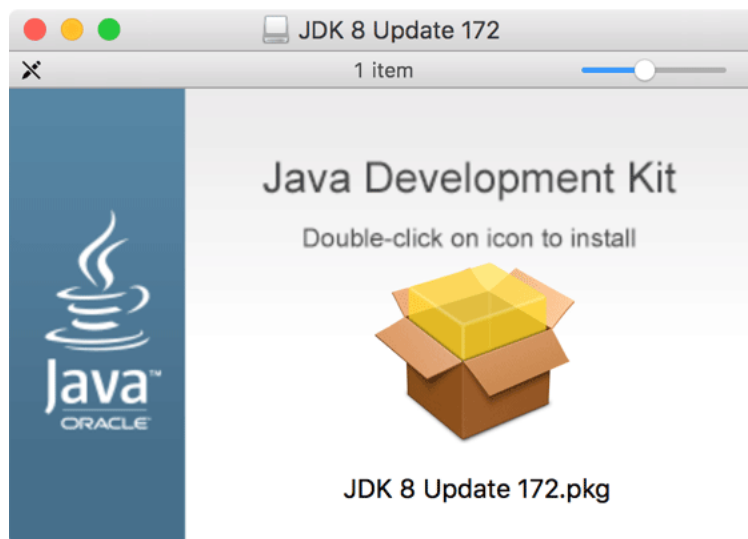 JDK 8 Update 172
1 item
Java Development Kit
Double-click on icon to install
Java™
ORACLE
JDK 8 Update 172.pkg